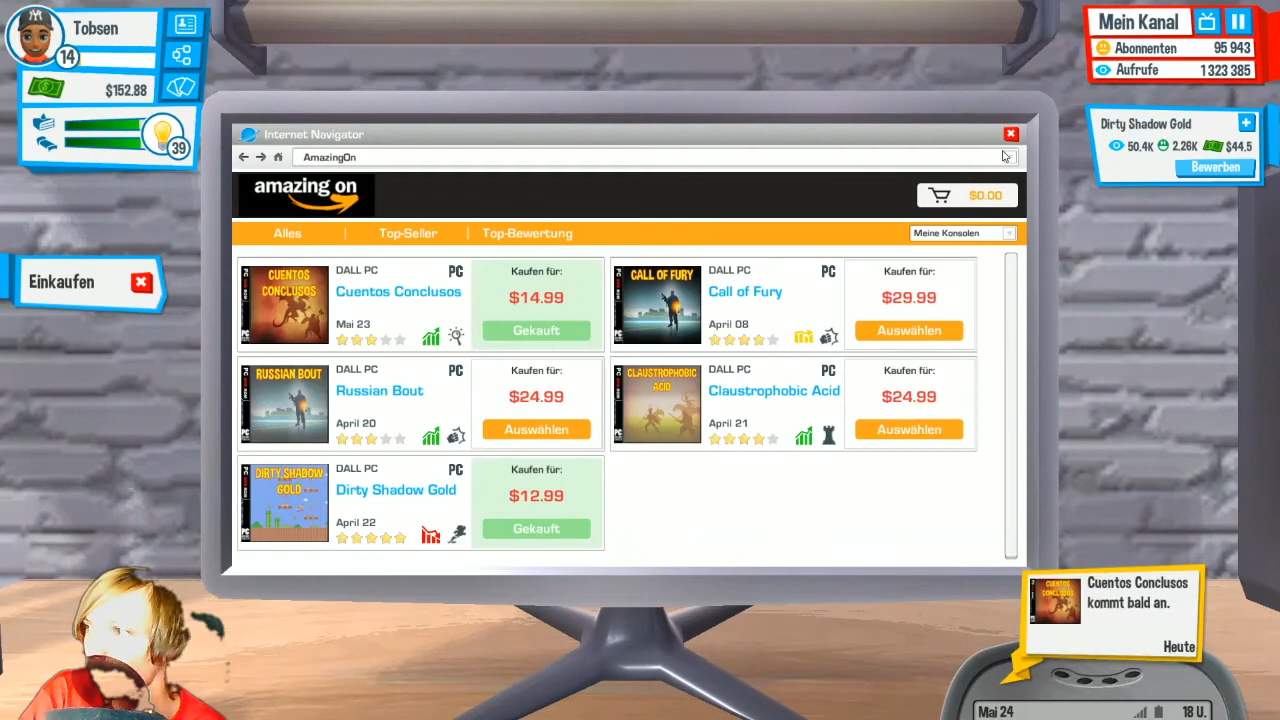 Tobsen
14
$152.88
39
Mein Kanal
Abonnenten 95 943
Aufrufe 1 323 385
Dirty Shadow Gold
50.4K 2.26K $44.5
Bewerben
Einkaufen
Internet Navigator
AmazingOn
amazing on
$0.00
Alles | Top-Seller | Top-Bewertung
Meine Konsolen
CUENTOS CONCLUSOS
DALL PC PC
Cuentos Conclusos
Mai 23
Kaufen für:
$14.99
Gekauft
CALL OF FURY
DALL PC PC
Call of Fury
April 08
Kaufen für:
$29.99
Auswählen
RUSSIAN BOUT
DALL PC PC
Russian Bout
April 20
Kaufen für:
$24.99
Auswählen
CLAUSTROPHOBIC ACID
DALL PC PC
Claustrophobic Acid
April 21
Kaufen für:
$24.99
Auswählen
DIRTY SHADOW GOLD
DALL PC PC
Dirty Shadow Gold
April 22
Kaufen für:
$12.99
Gekauft
CUENTOS CONCLUSOS
Cuentos Conclusos
kommt bald an.
Heute
Mai 24 18 U.